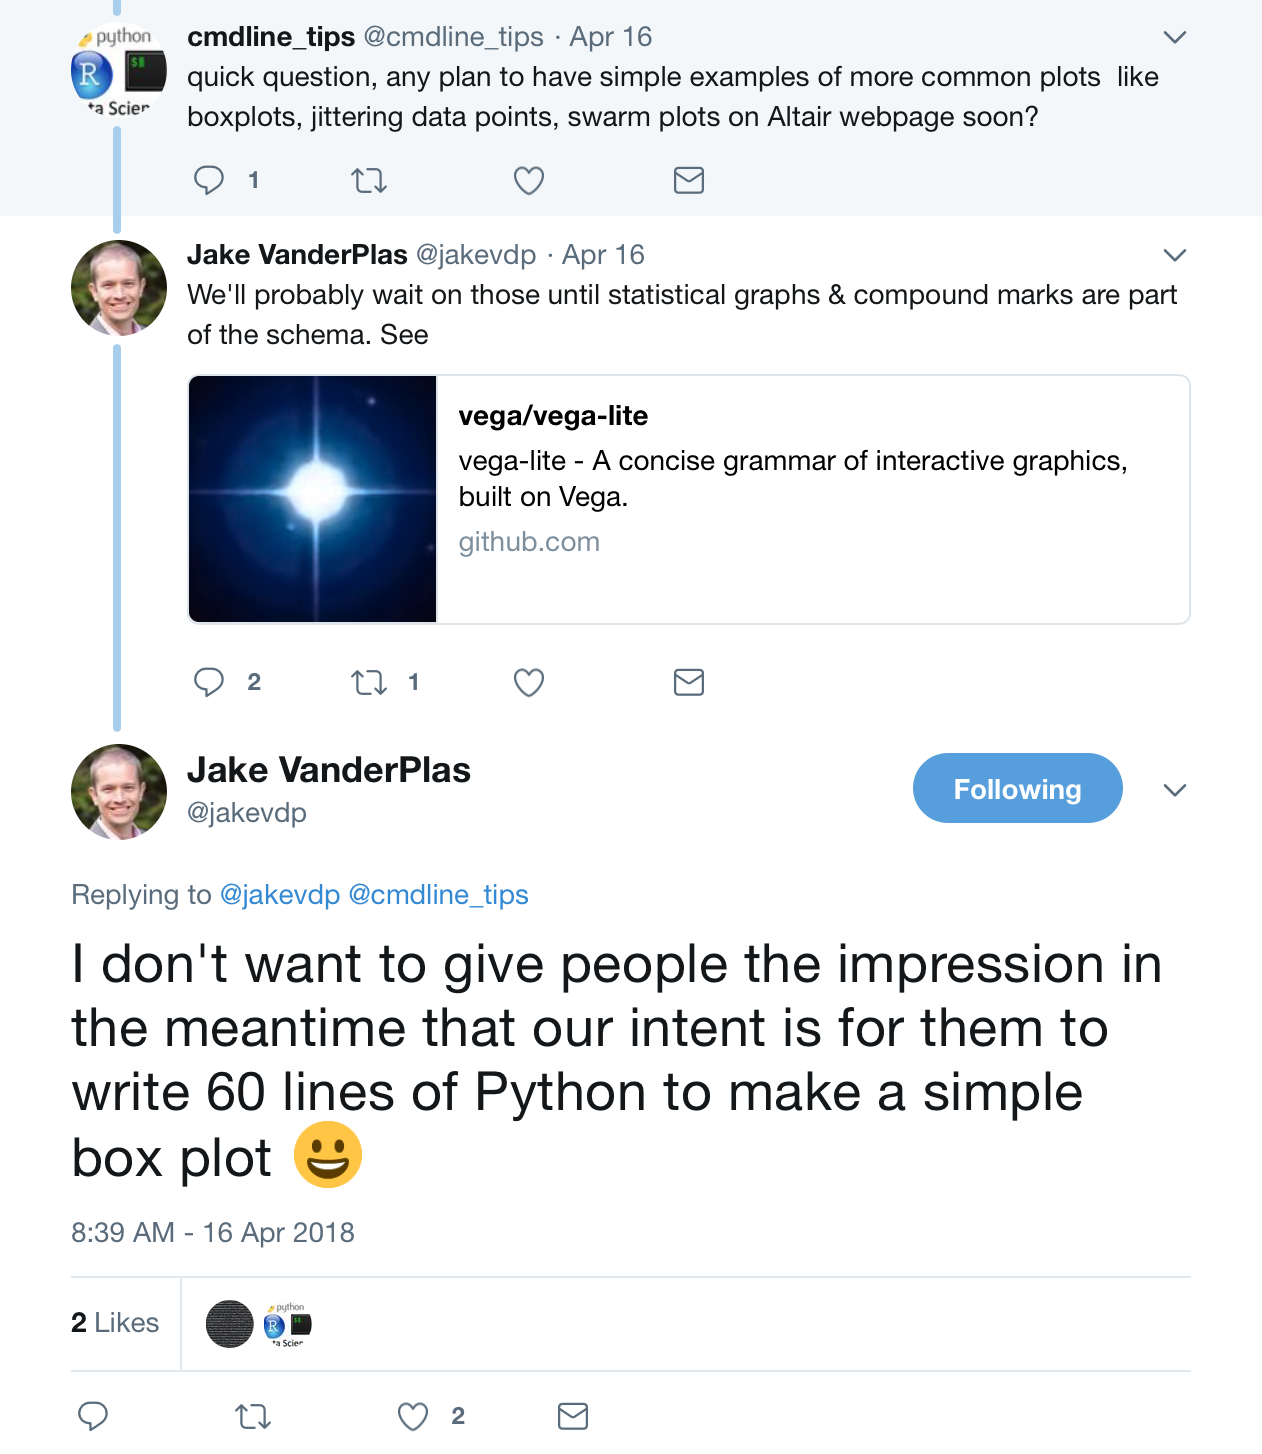 python
R
$
ta Scien
cmdline_tips @cmdline_tips · Apr 16
quick question, any plan to have simple examples of more common plots like
boxplots, jittering data points, swarm plots on Altair webpage soon?
1
Jake VanderPlas @jakevdp · Apr 16
We'll probably wait on those until statistical graphs & compound marks are part
of the schema. See
vega/vega-lite
vega-lite - A concise grammar of interactive graphics,
built on Vega.
github.com
2 1
Jake VanderPlas
@jakevdp
Following
Replying to @jakevdp @cmdline_tips
I don't want to give people the impression in
the meantime that our intent is for them to
write 60 lines of Python to make a simple
box plot 😃
8:39 AM - 16 Apr 2018
2 Likes
python
R
ta Scien
2